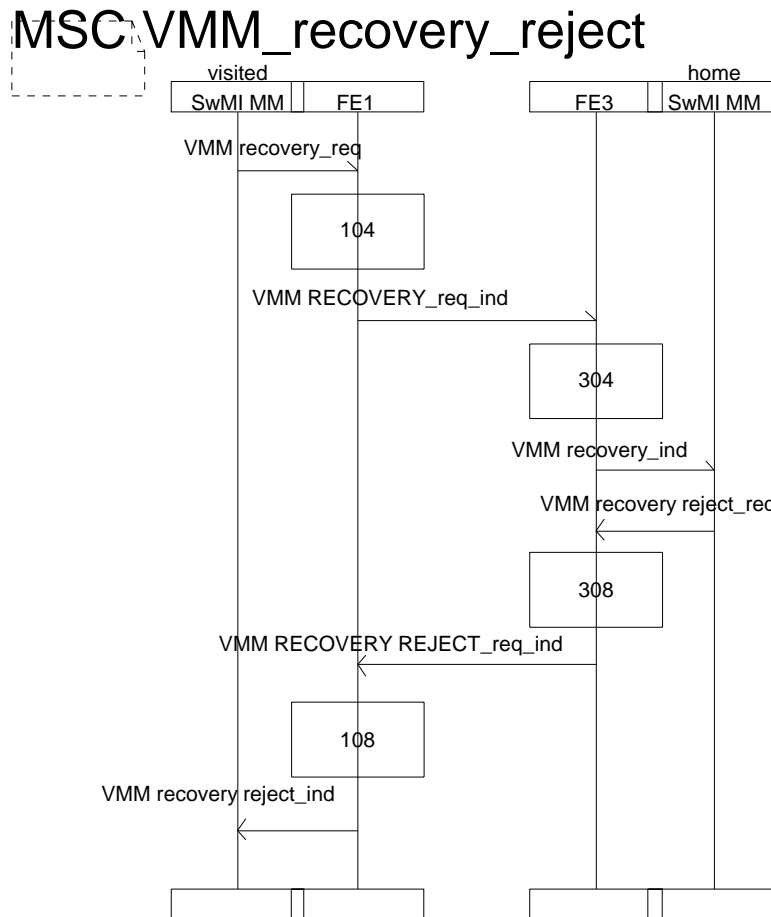 MSC VMM_recovery_reject
visited
home
SwMI MM
FE1
FE3
SwMI MM
VMM recovery_req
104
VMM RECOVERY_req_ind
304
VMM recovery_ind
VMM recovery reject_req
308
VMM RECOVERY REJECT_req_ind
108
VMM recovery reject_ind